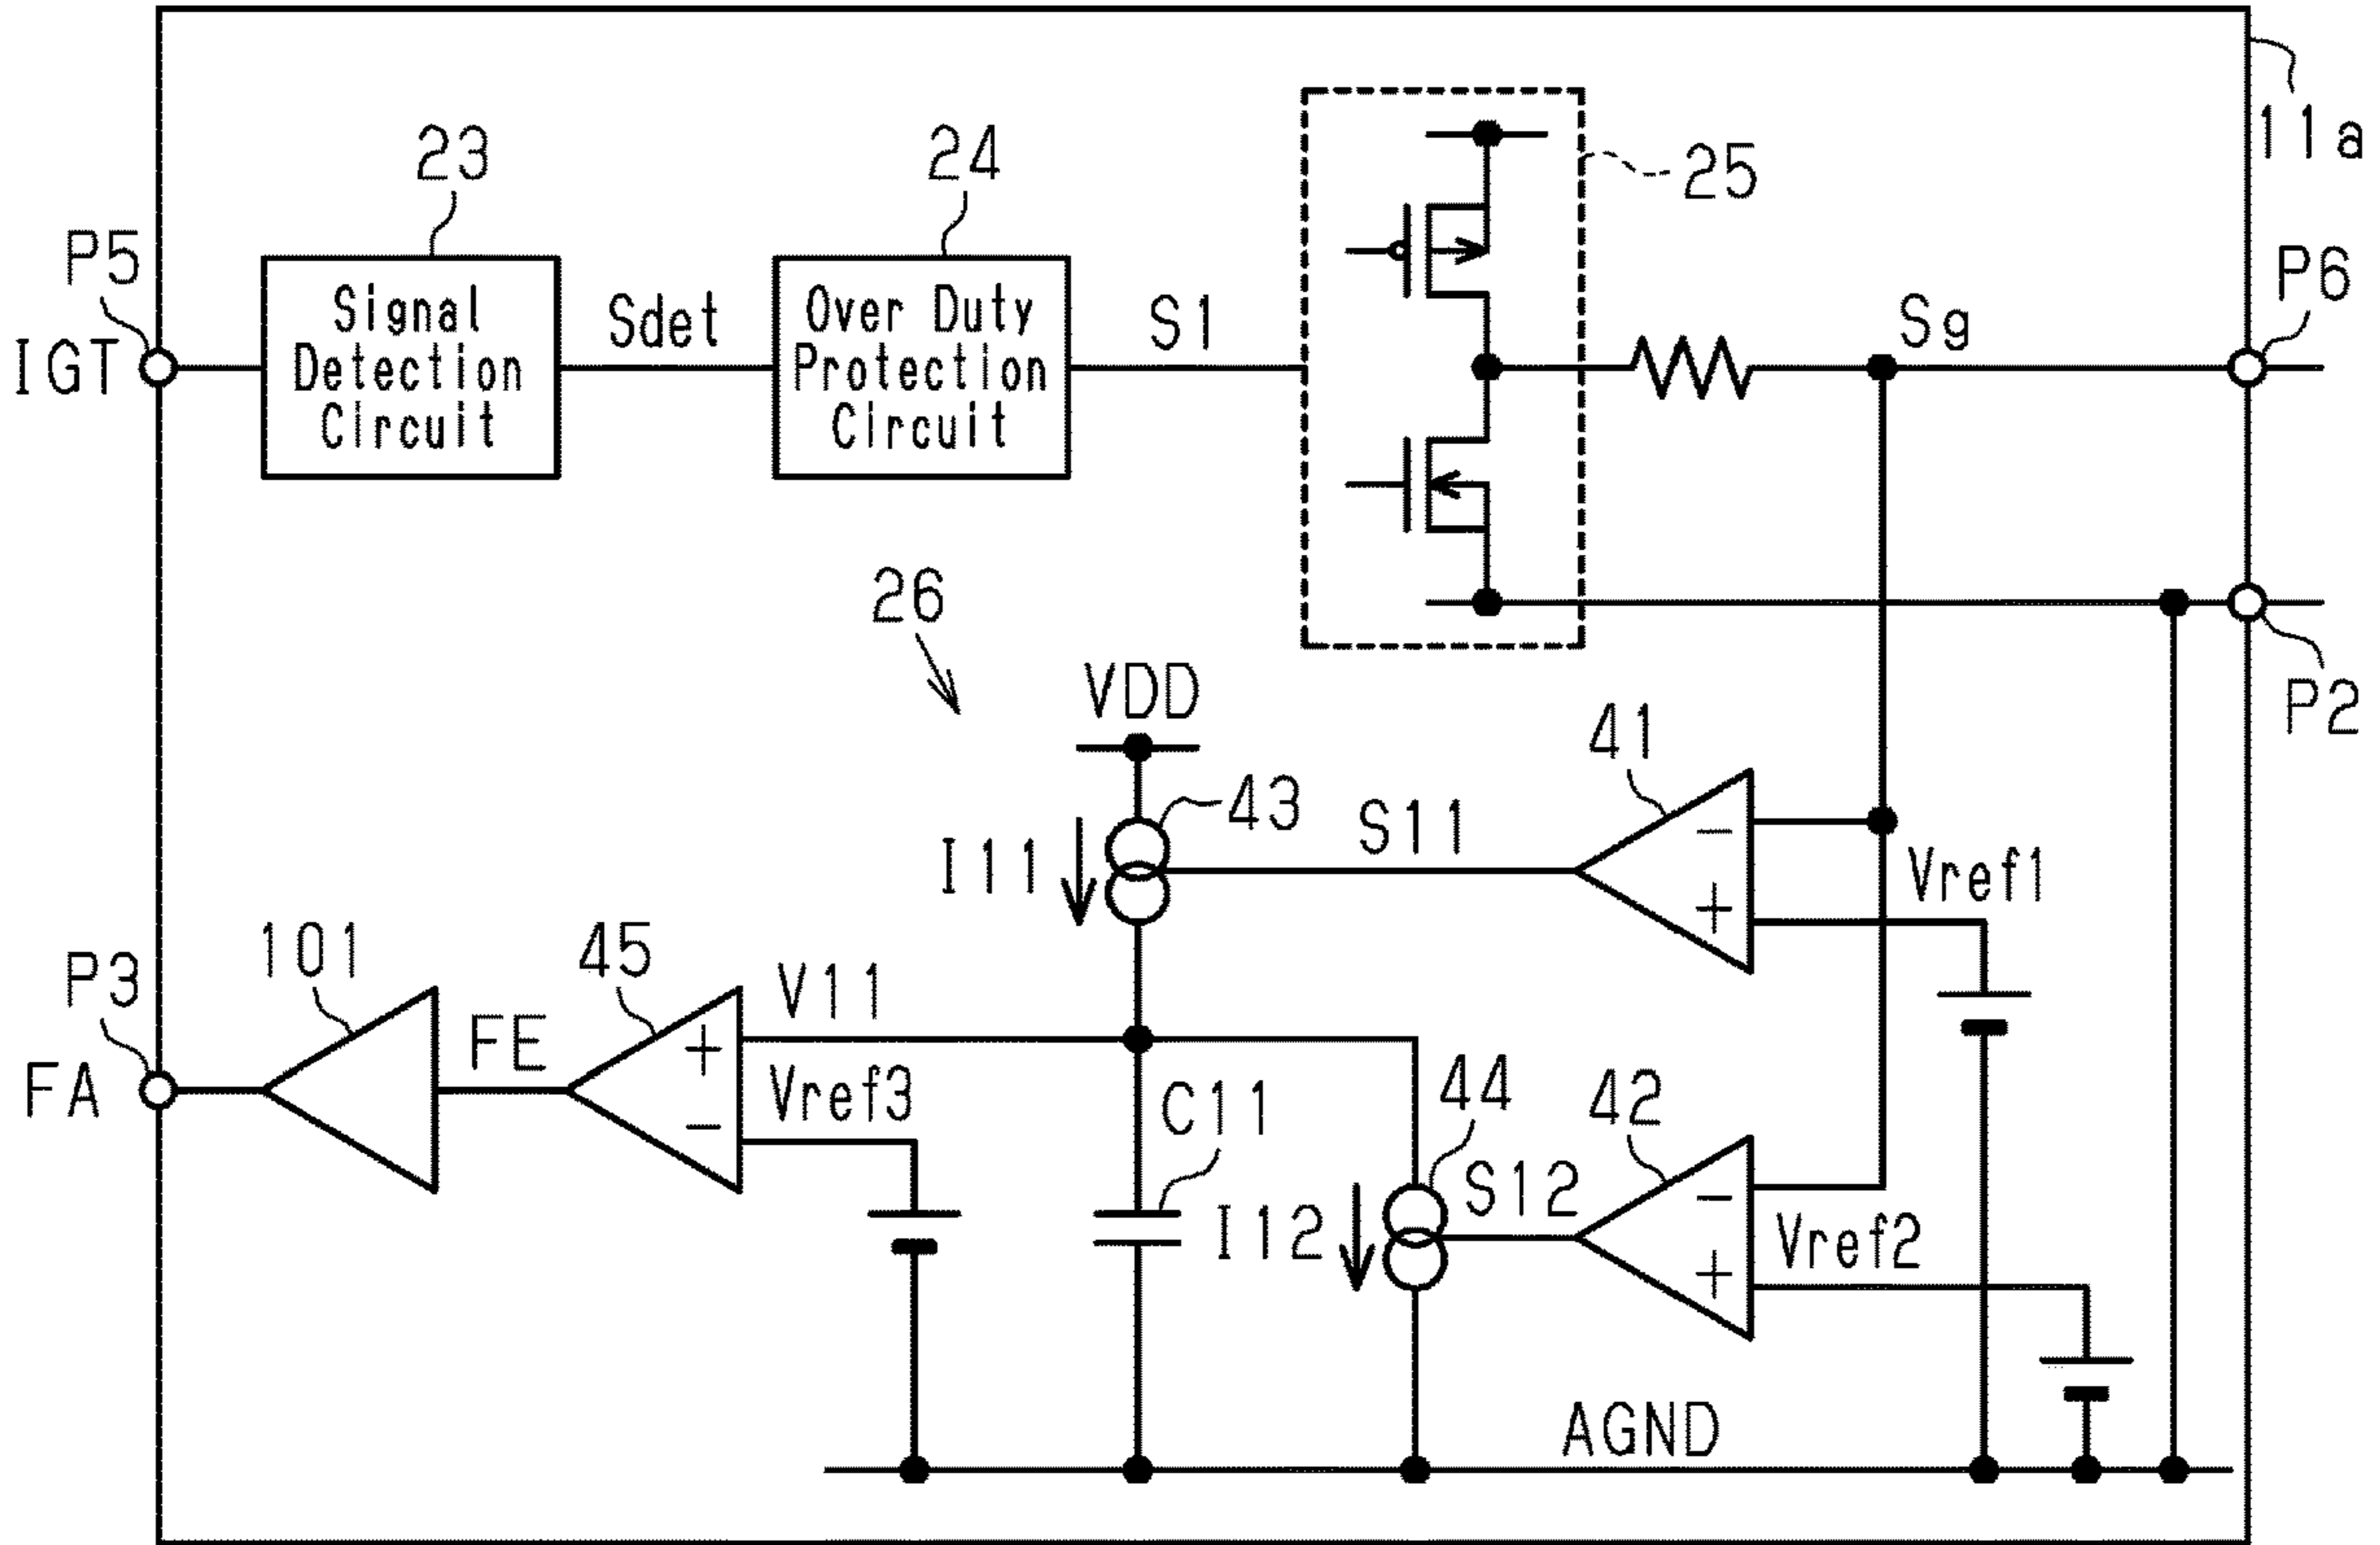 11a
23
24
25
P5
IGT
Signal
Detection
Circuit
Sdet
Over Duty
Protection
Circuit
S1
Sg
P6
26
P2
VDD
41
43
S11
I11
−
+
Vref1
P3
101
45
V11
FE
FA
+
−
Vref3
C11
44
42
S12
I12
−
+
Vref2
AGND